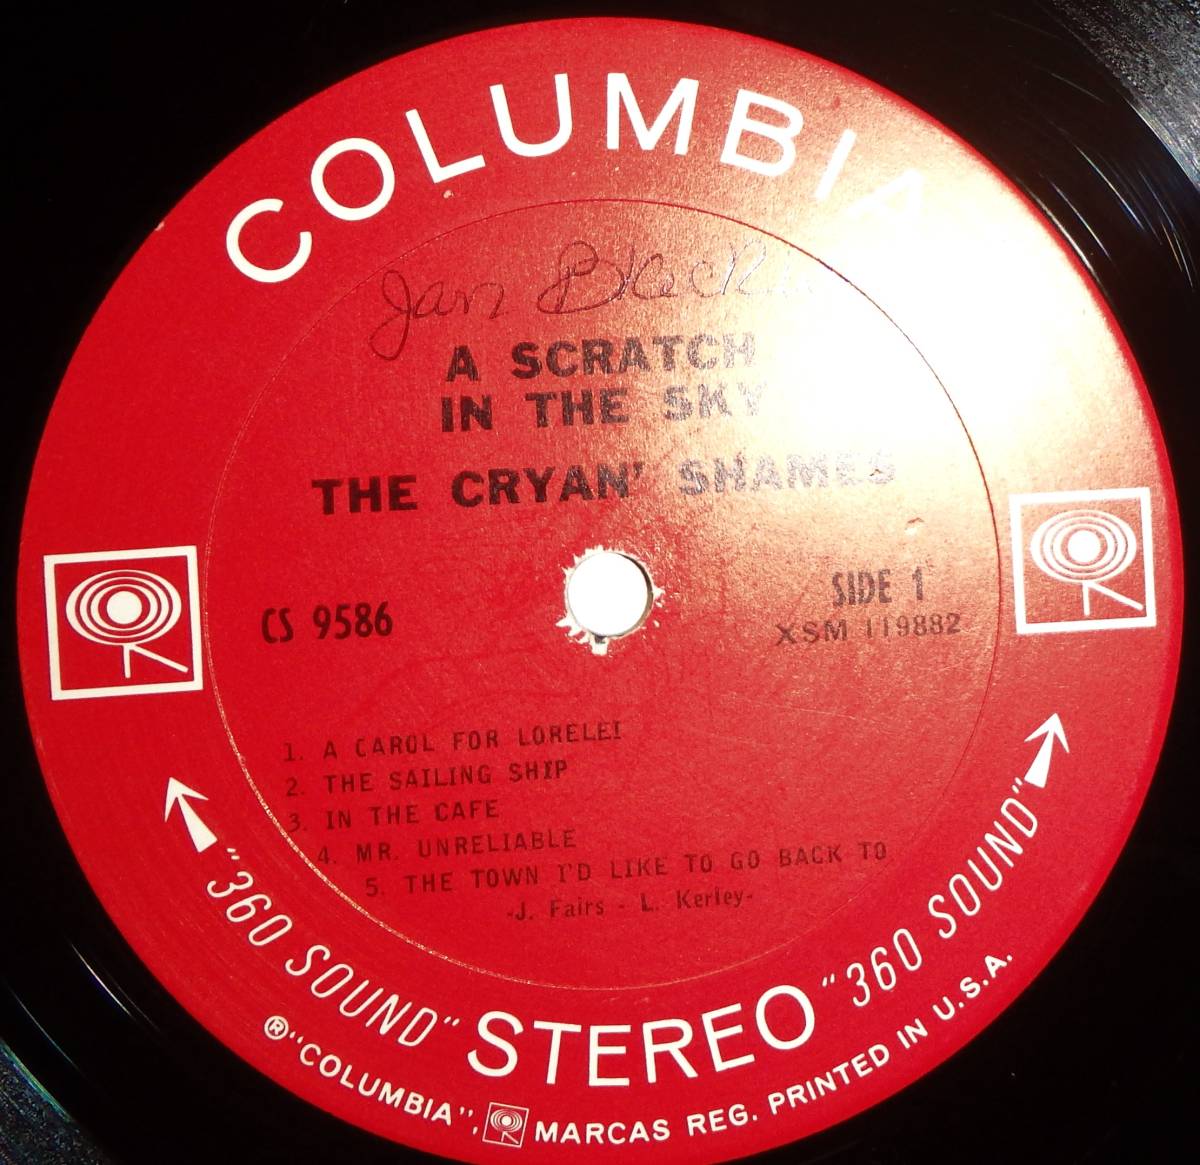 COLUMBIA
Jan
A SCRATCH
IN THE SKY
THE CRYAN' SHAMES
CS 9586
SIDE 1
XSM 119882
1. A CAROL FOR LORELEI
2. THE SAILING SHIP
3. IN THE CAFE
4. MR. UNRELIABLE
5. THE TOWN I'D LIKE TO GO BACK TO
-J. Fairs - L. Kerley-
"360 SOUND" STEREO "360 SOUND"
®"COLUMBIA", MARCAS REG. PRINTED IN U.S.A.